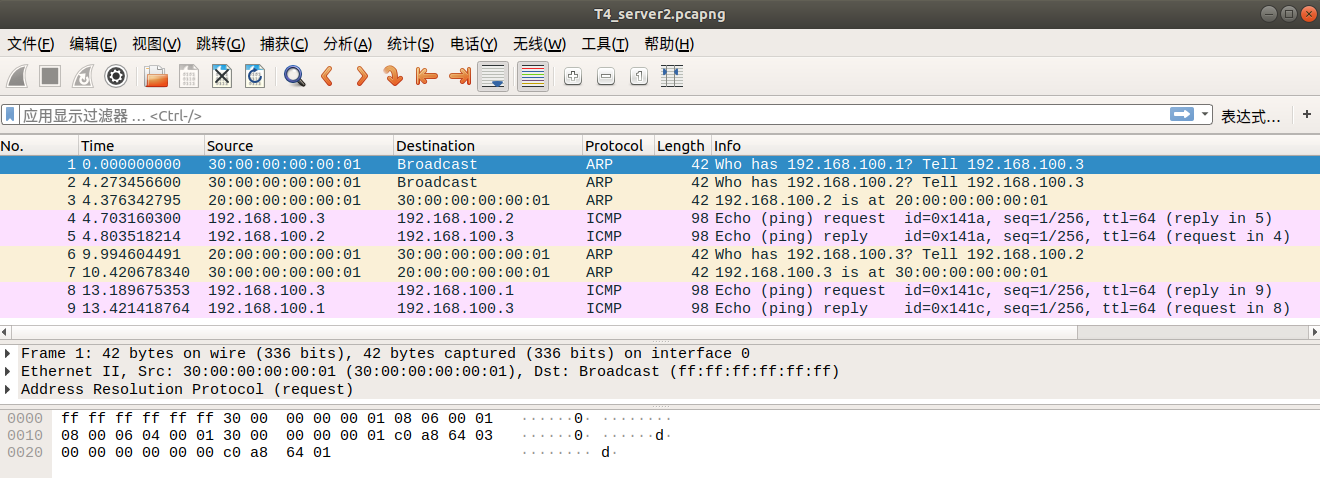 T4_server2.pcapng
文件(F) 编辑(E) 视图(V) 跳转(G) 捕获(C) 分析(A) 统计(S) 电话(Y) 无线(W) 工具(T) 帮助(H)
应用显示过滤器 … <Ctrl-/> 表达式… +
No. Time Source Destination Protocol Length Info
1 0.000000000 30:00:00:00:00:01 Broadcast ARP 42 Who has 192.168.100.1? Tell 192.168.100.3
2 4.273456600 30:00:00:00:00:01 Broadcast ARP 42 Who has 192.168.100.2? Tell 192.168.100.3
3 4.376342795 20:00:00:00:00:01 30:00:00:00:00:01 ARP 42 192.168.100.2 is at 20:00:00:00:00:01
4 4.703160300 192.168.100.3 192.168.100.2 ICMP 98 Echo (ping) request id=0x141a, seq=1/256, ttl=64 (reply in 5)
5 4.803518214 192.168.100.2 192.168.100.3 ICMP 98 Echo (ping) reply id=0x141a, seq=1/256, ttl=64 (request in 4)
6 9.994604491 20:00:00:00:00:01 30:00:00:00:00:01 ARP 42 Who has 192.168.100.3? Tell 192.168.100.2
7 10.420678340 30:00:00:00:00:01 20:00:00:00:00:01 ARP 42 192.168.100.3 is at 30:00:00:00:00:01
8 13.189675353 192.168.100.3 192.168.100.1 ICMP 98 Echo (ping) request id=0x141c, seq=1/256, ttl=64 (reply in 9)
9 13.421418764 192.168.100.1 192.168.100.3 ICMP 98 Echo (ping) reply id=0x141c, seq=1/256, ttl=64 (request in 8)
Frame 1: 42 bytes on wire (336 bits), 42 bytes captured (336 bits) on interface 0
Ethernet II, Src: 30:00:00:00:00:01 (30:00:00:00:00:01), Dst: Broadcast (ff:ff:ff:ff:ff:ff)
Address Resolution Protocol (request)
0000 ff ff ff ff ff ff 30 00 00 00 00 01 08 06 00 01 ······0· ········
0010 08 00 06 04 00 01 30 00 00 00 00 01 c0 a8 64 03 ······0· ······d·
0020 00 00 00 00 00 00 c0 a8 64 01 ········ d·